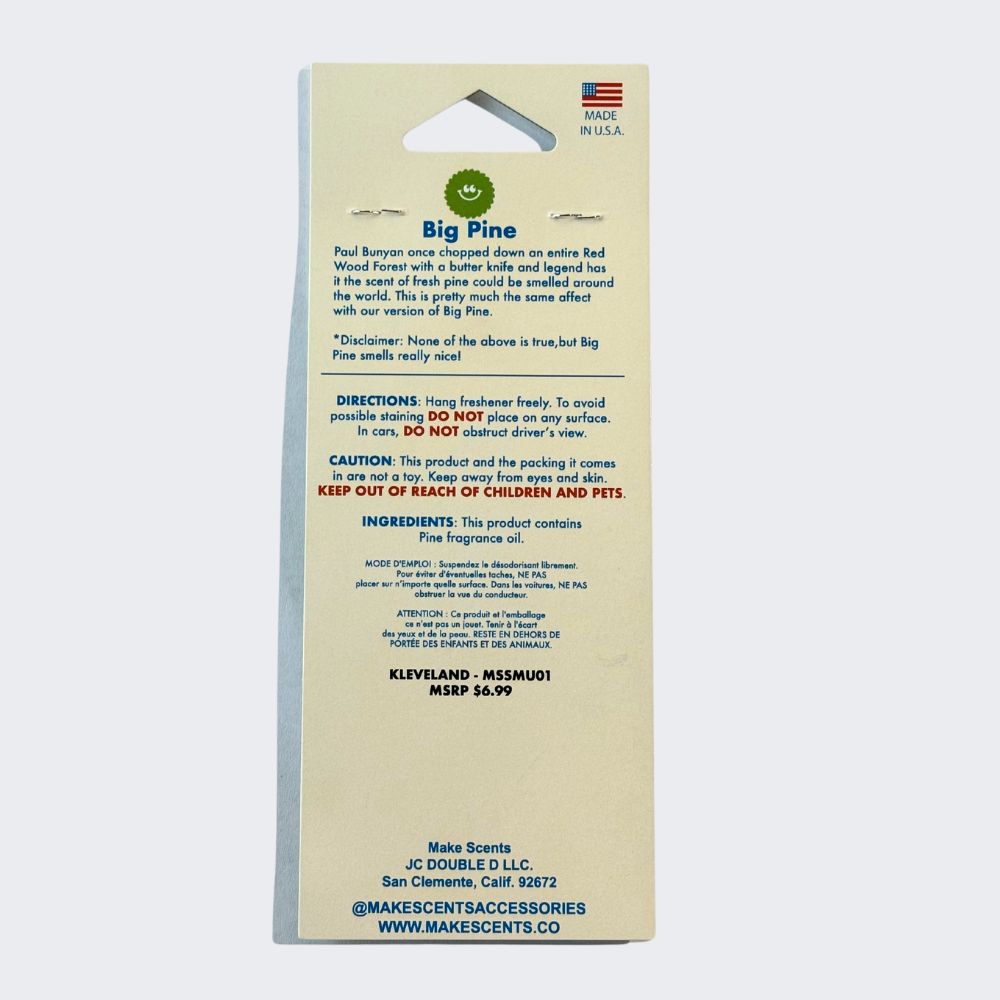 MADE
IN U.S.A.
Big Pine
Paul Bunyan once chopped down an entire Red
Wood Forest with a butter knife and legend has
it the scent of fresh pine could be smelled around
the world. This is pretty much the same affect
with our version of Big Pine.
*Disclaimer: None of the above is true,but Big
Pine smells really nice!
DIRECTIONS: Hang freshener freely. To avoid
possible staining DO NOT place on any surface.
In cars, DO NOT obstruct driver's view.
CAUTION: This product and the packing it comes
in are not a toy. Keep away from eyes and skin.
KEEP OUT OF REACH OF CHILDREN AND PETS.
INGREDIENTS: This product contains
Pine fragrance oil.
MODE D'EMPLOI : Suspendez le désodorisant librement.
Pour éviter d'éventuelles taches, NE PAS
placer sur n'importe quelle surface. Dans les voitures, NE PAS
obstruer la vue du conducteur.
ATTENTION : Ce produit et l'emballage
ce n'est pas un jouet. Tenir à l'écart
des yeux et de la peau. RESTE EN DEHORS DE
PORTÉE DES ENFANTS ET DES ANIMAUX.
KLEVELAND - MSSMU01
MSRP $6.99
Make Scents
JC DOUBLE D LLC.
San Clemente, Calif. 92672
@MAKESCENTSACCESSORIES
WWW.MAKESCENTS.CO